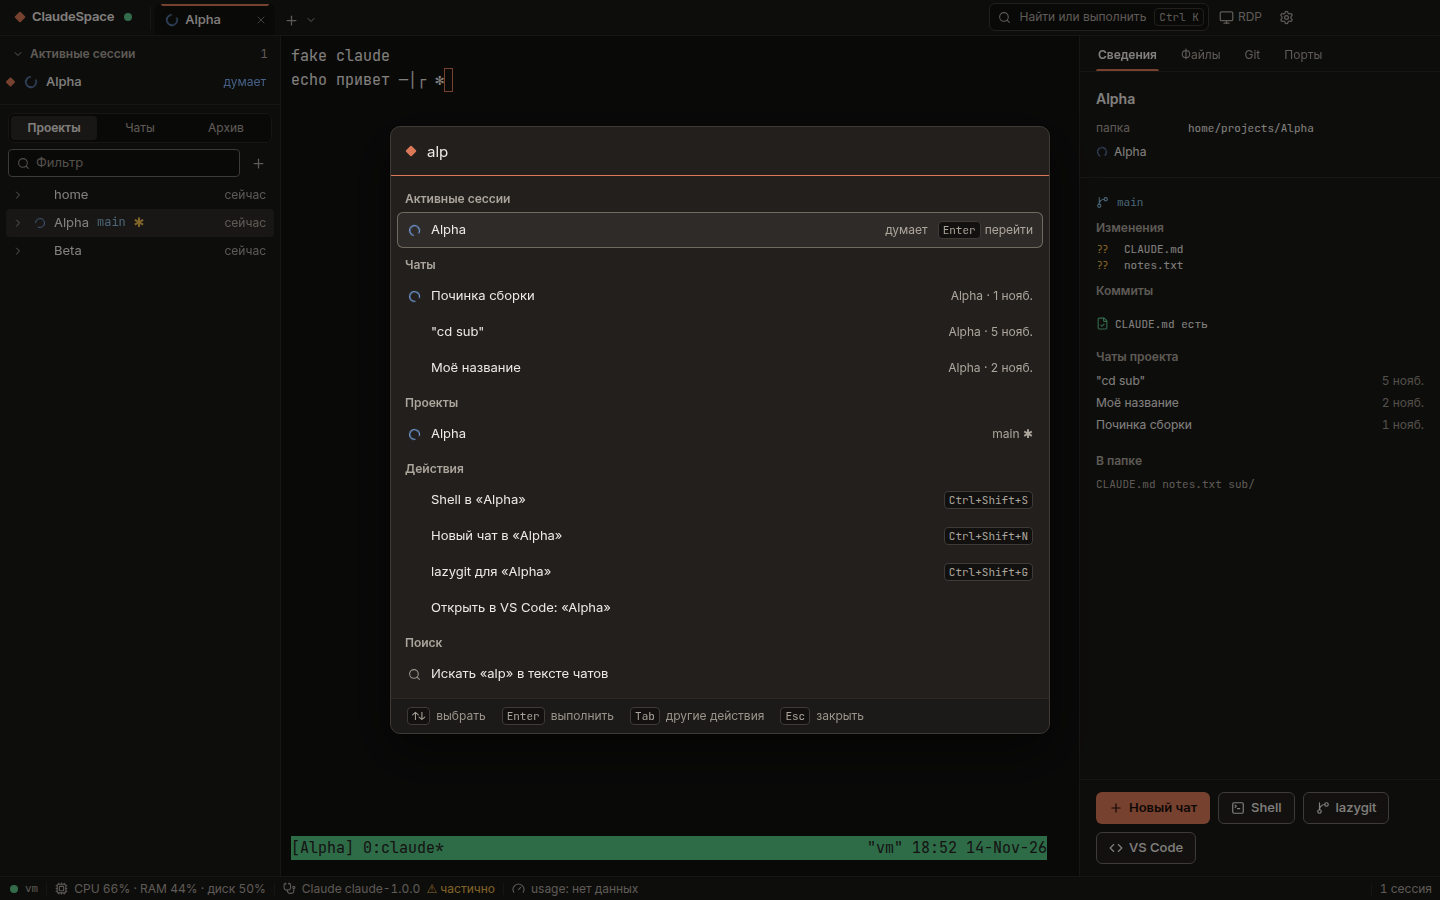 ClaudeSpace
Alpha
Найти или выполнить Ctrl K
RDP
Активные сессии 1
Alpha думает
Проекты Чаты Архив
Фильтр
home сейчас
Alpha main ✱ сейчас
Beta сейчас
fake claude
echo привет ─│┌ ✻
alp
Активные сессии
Alpha думает Enter перейти
Чаты
Починка сборки Alpha · 1 нояб.
"cd sub" Alpha · 5 нояб.
Моё название Alpha · 2 нояб.
Проекты
Alpha main ✱
Действия
Shell в «Alpha» Ctrl+Shift+S
Новый чат в «Alpha» Ctrl+Shift+N
lazygit для «Alpha» Ctrl+Shift+G
Открыть в VS Code: «Alpha»
Поиск
Искать «alp» в тексте чатов
↑↓ выбрать Enter выполнить Tab другие действия Esc закрыть
[Alpha] 0:claude* "vm" 18:52 14-Nov-26
Сведения Файлы Git Порты
Alpha
папка home/projects/Alpha
Alpha
main
Изменения
?? CLAUDE.md
?? notes.txt
Коммиты
CLAUDE.md есть
Чаты проекта
"cd sub" 5 нояб.
Моё название 2 нояб.
Починка сборки 1 нояб.
В папке
CLAUDE.md notes.txt sub/
Новый чат Shell lazygit
VS Code
vm CPU 66% · RAM 44% · диск 50% Claude claude-1.0.0 ⚠ частично usage: нет данных 1 сессия